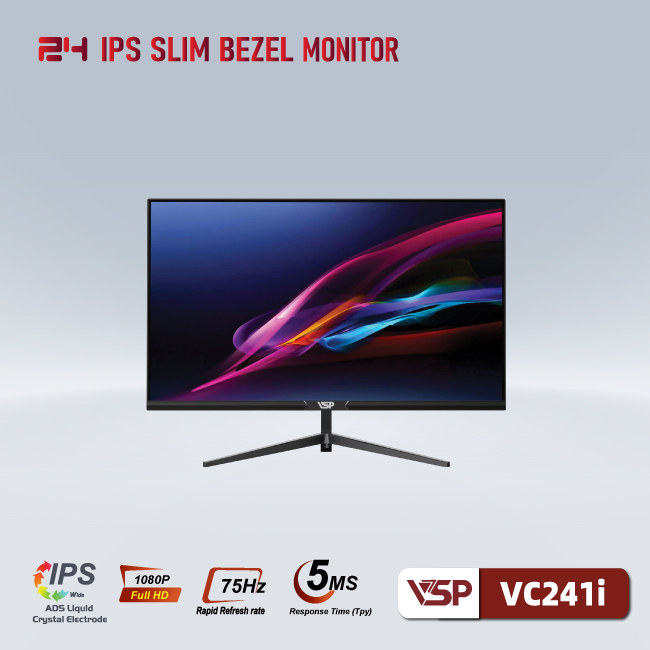 24 IPS SLIM BEZEL MONITOR
VSP
IPS
Wide
ADS Liquid
Crystal Electrode
1080P
Full HD
75Hz
Rapid Refresh rate
5MS
Response Time (Tpy)
VSP VC241i